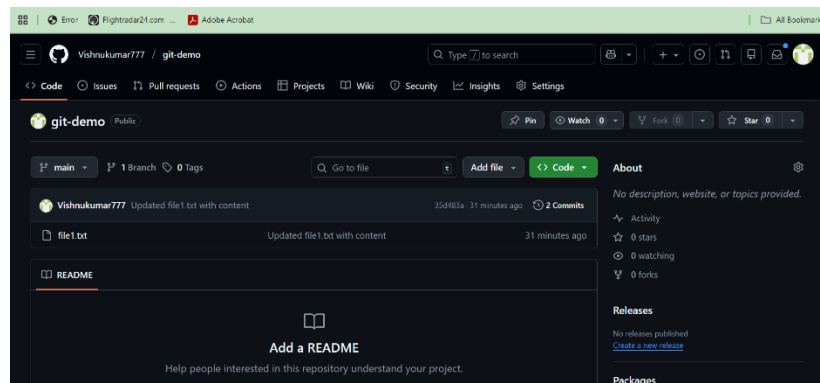 Error Flightradar24.com ... Adobe Acrobat All Bookmark
Vishnukumar777 / git-demo Type / to search
Code Issues Pull requests Actions Projects Wiki Security Insights Settings
git-demo Public Pin Watch 0 Fork 0 Star 0
main 1 Branch 0 Tags Go to file t Add file Code About
No description, website, or topics provided.
Vishnukumar777 Updated file1.txt with content 35d483a · 31 minutes ago 2 Commits
Activity
file1.txt Updated file1.txt with content 31 minutes ago
0 stars
0 watching
README
0 forks
Releases
Add a README
No releases published
Create a new release
Help people interested in this repository understand your project.
Packages